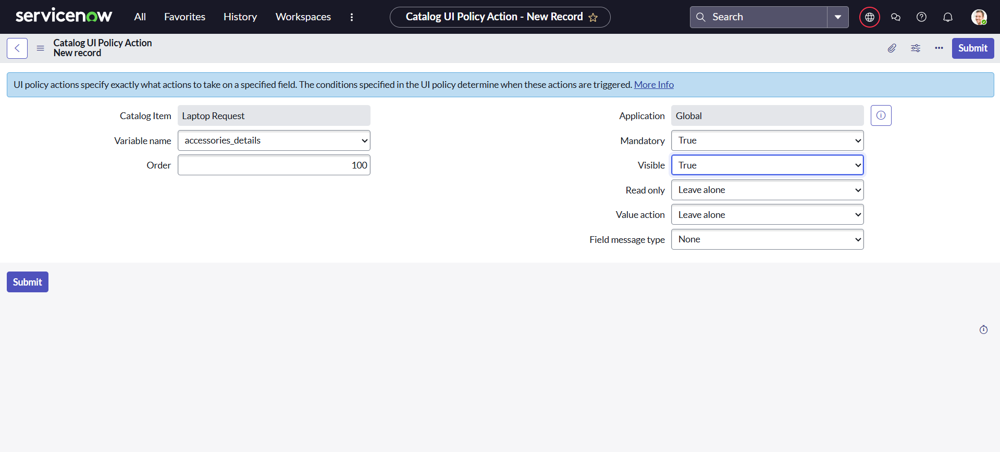 servicenow
All
Favorites
History
Workspaces
Catalog UI Policy Action - New Record
Search
Catalog UI Policy Action
New record
Submit
UI policy actions specify exactly what actions to take on a specified field. The conditions specified in the UI policy determine when these actions are triggered. More Info
Catalog Item
Laptop Request
Variable name
accessories_details
Order
100
Application
Global
Mandatory
True
Visible
True
Read only
Leave alone
Value action
Leave alone
Field message type
None
Submit